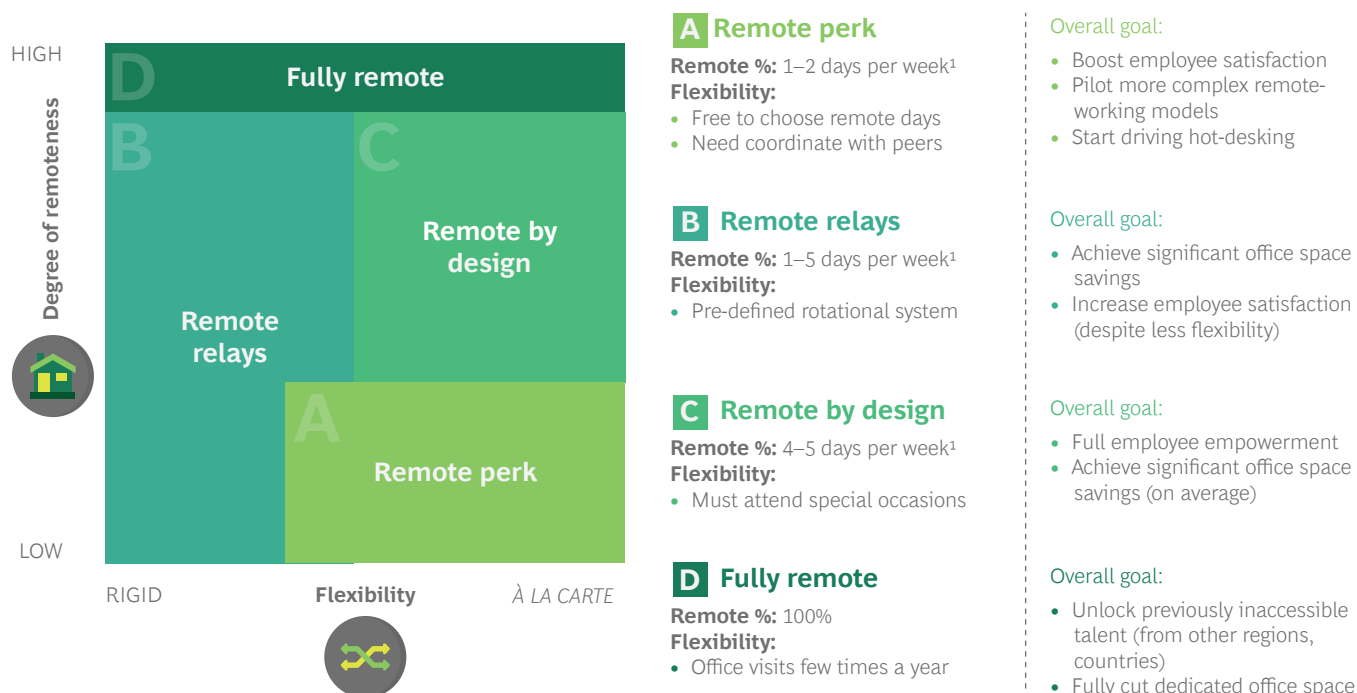 HIGH
Degree of remoteness
LOW
D
Fully remote
B
C
Remote by
design
Remote
relays
A
Remote perk
RIGID
Flexibility
À LA CARTE
A Remote perk
Remote %: 1–2 days per week¹
Flexibility:
• Free to choose remote days
• Need coordinate with peers
Overall goal:
• Boost employee satisfaction
• Pilot more complex remote-
working models
• Start driving hot-desking
B Remote relays
Remote %: 1–5 days per week¹
Flexibility:
• Pre-defined rotational system
Overall goal:
• Achieve significant office space
savings
• Increase employee satisfaction
(despite less flexibility)
C Remote by design
Remote %: 4–5 days per week¹
Flexibility:
• Must attend special occasions
Overall goal:
• Full employee empowerment
• Achieve significant office space
savings (on average)
D Fully remote
Remote %: 100%
Flexibility:
• Office visits few times a year
Overall goal:
• Unlock previously inaccessible
talent (from other regions,
countries)
• Fully cut dedicated office space